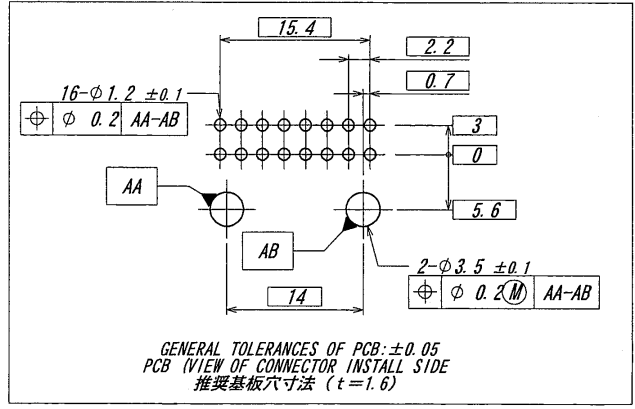 15.4
2.2
0.7
16-φ1.2 ±0.1
⌖ φ 0.2 AA-AB
3
0
AA
5.6
AB
2-φ3.5 ±0.1
⌖ φ 0.2Ⓜ AA-AB
14
GENERAL TOLERANCES OF PCB:±0.05
PCB (VIEW OF CONNECTOR INSTALL SIDE
推奨基板穴寸法 (t=1.6)